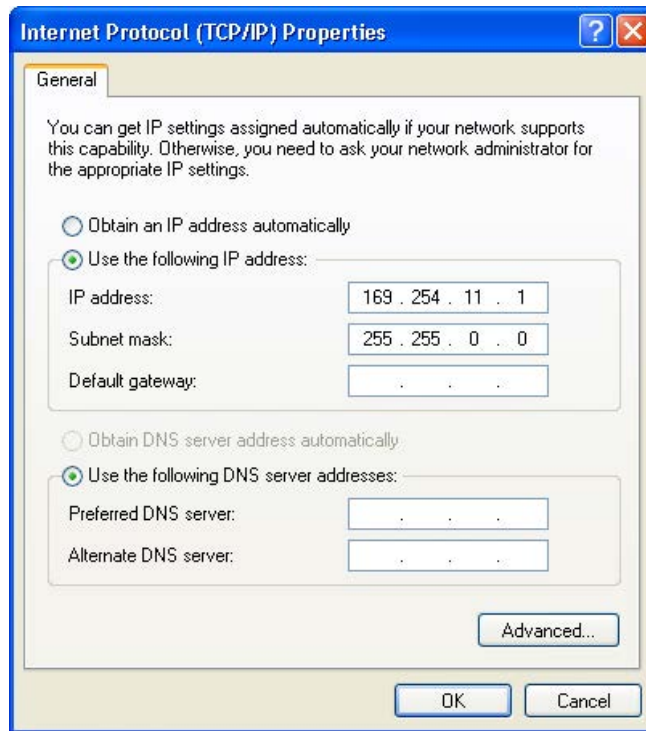 Internet Protocol (TCP/IP) Properties
General
You can get IP settings assigned automatically if your network supports
this capability. Otherwise, you need to ask your network administrator for
the appropriate IP settings.
Obtain an IP address automatically
Use the following IP address:
IP address: 169 . 254 . 11 . 1
Subnet mask: 255 . 255 . 0 . 0
Default gateway: . . .
Obtain DNS server address automatically
Use the following DNS server addresses:
Preferred DNS server: . . .
Alternate DNS server: . . .
Advanced...
OK Cancel